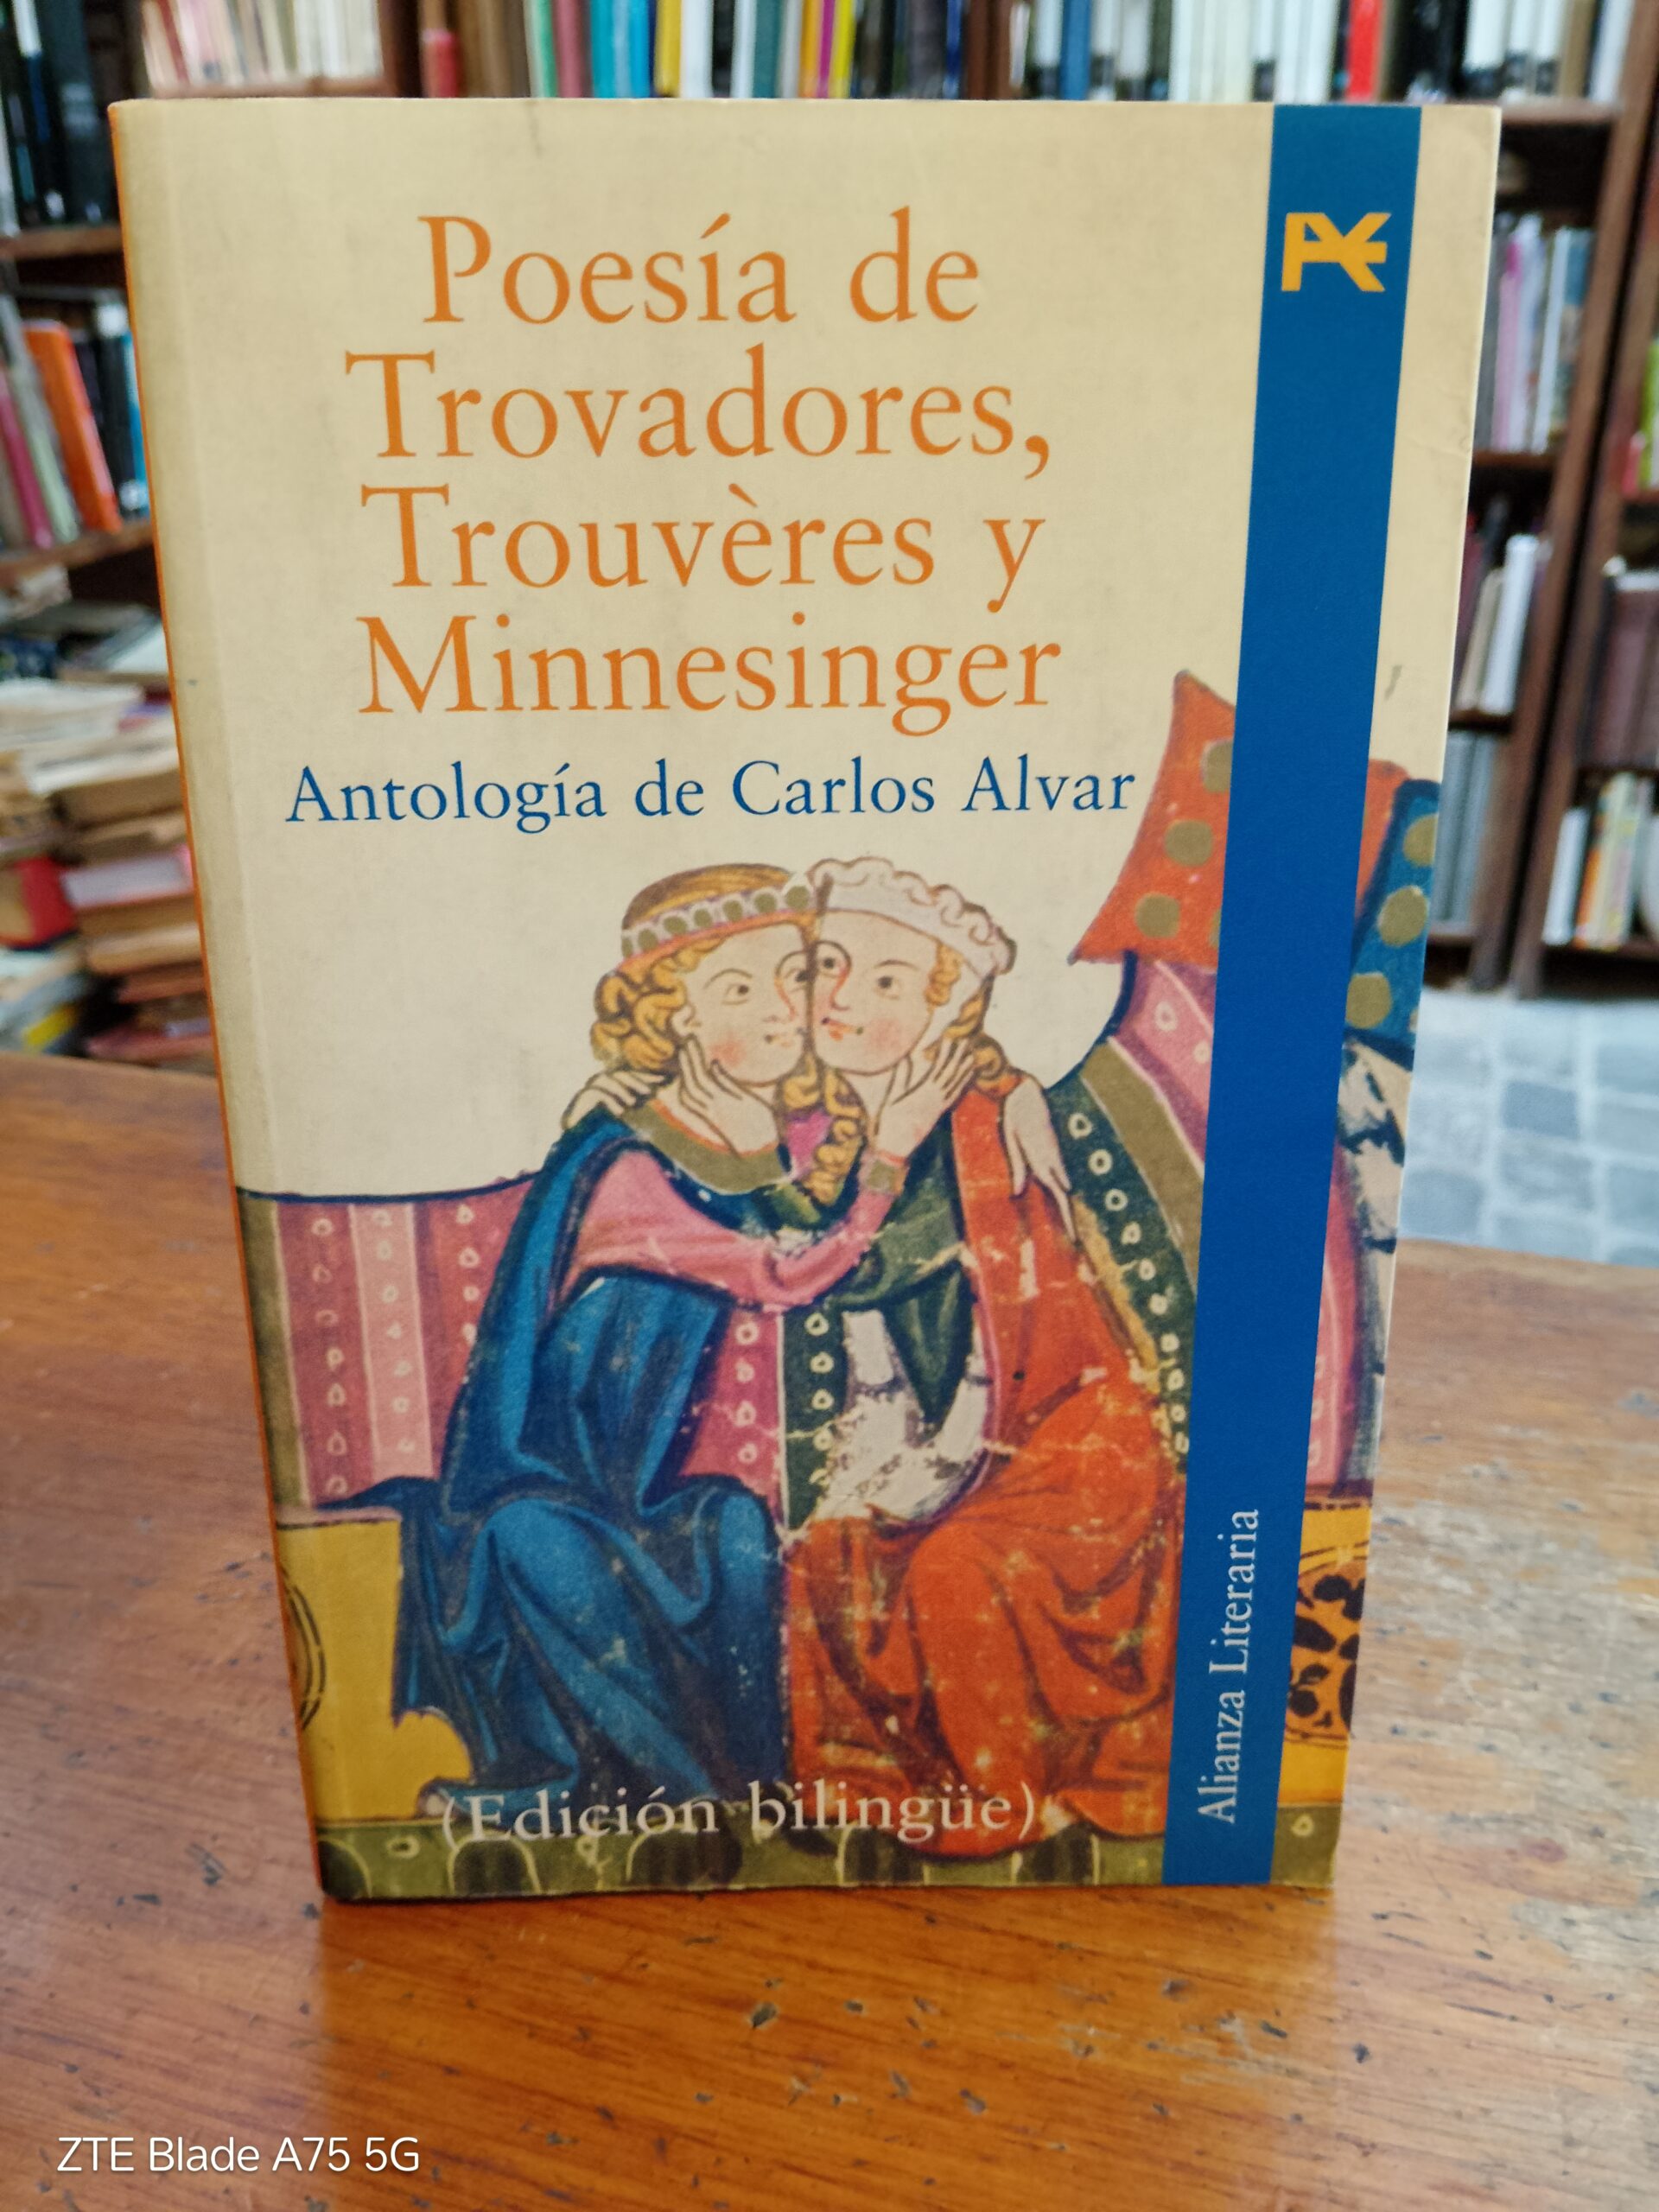 Poesía de
Trovadores,
Trouvères y
Minnesinger
Antología de Carlos Alvar
(Edición bilingüe)
Alianza Literaria
ZTE Blade A75 5G